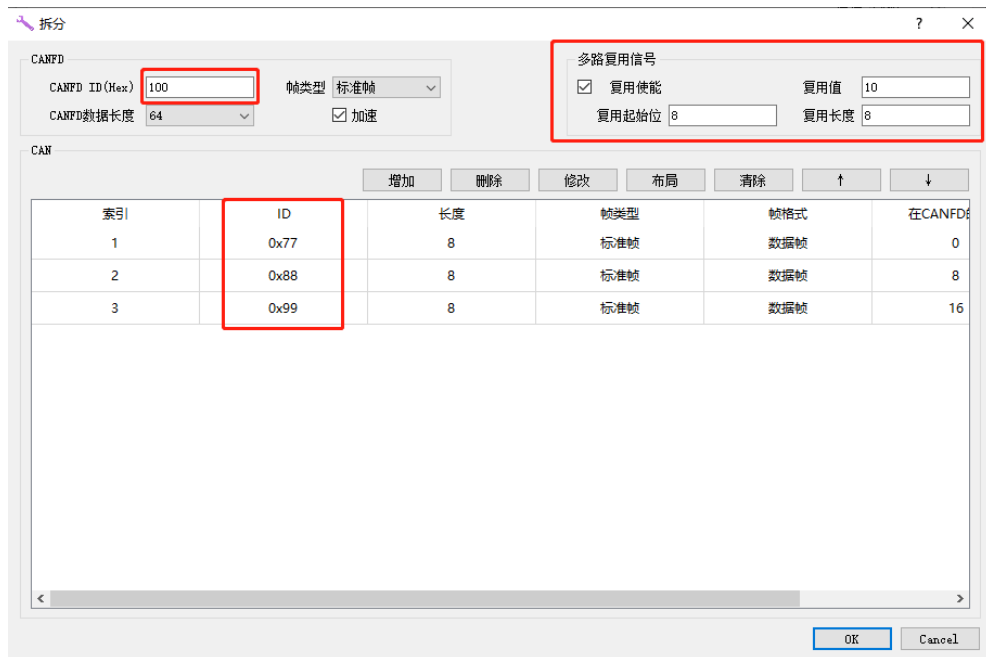 拆分
? ×
CANFD
CANFD ID(Hex) 100 帧类型 标准帧
CANFD数据长度 64 加速
多路复用信号
复用使能 复用值 10
复用起始位 8 复用长度 8
CAN
增加 删除 修改 布局 清除 ↑ ↓
索引 ID 长度 帧类型 帧格式 在CANFD
1 0x77 8 标准帧 数据帧 0
2 0x88 8 标准帧 数据帧 8
3 0x99 8 标准帧 数据帧 16
OK Cancel